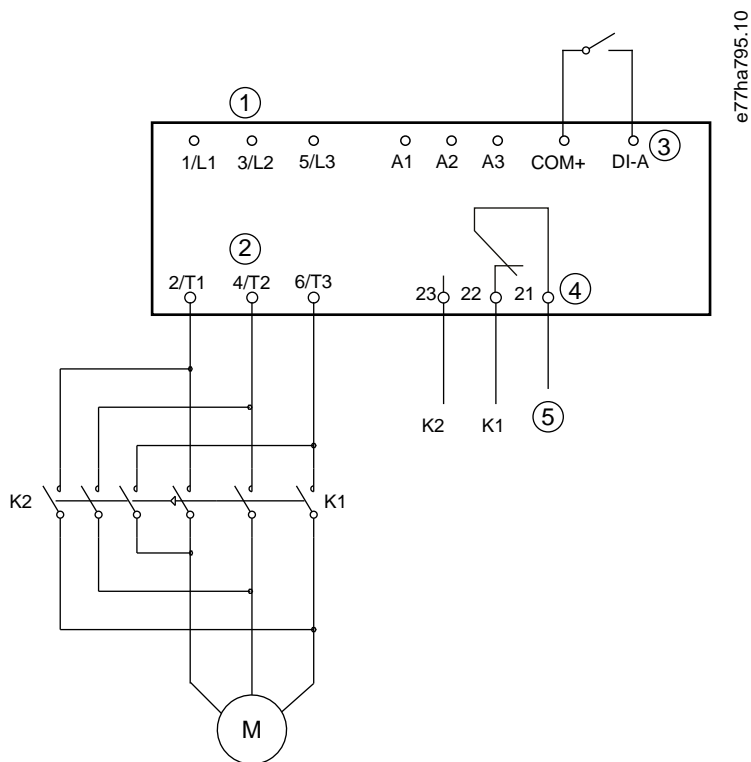 e77ha795.10
1
1/L1 3/L2 5/L3 A1 A2 A3 COM+ DI-A 3
2
2/T1 4/T2 6/T3 23 22 21 4
K2 K1 5
K2 K1
M